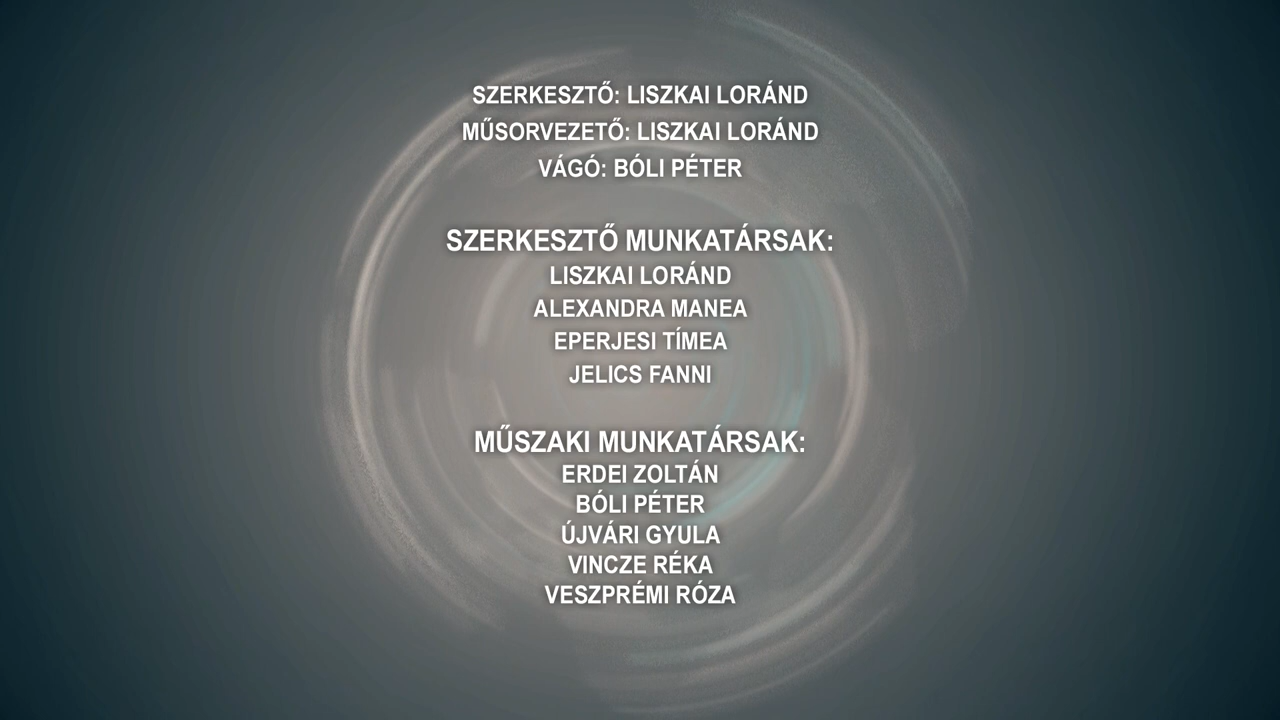 SZERKESZTŐ: LISZKAI LORÁND
MŰSORVEZETŐ: LISZKAI LORÁND
VÁGÓ: BÓLI PÉTER
SZERKESZTŐ MUNKATÁRSAK:
LISZKAI LORÁND
ALEXANDRA MANEA
EPERJESI TÍMEA
JELICS FANNI
MŰSZAKI MUNKATÁRSAK:
ERDEI ZOLTÁN
BÓLI PÉTER
ÚJVÁRI GYULA
VINCZE RÉKA
VESZPRÉMI RÓZA